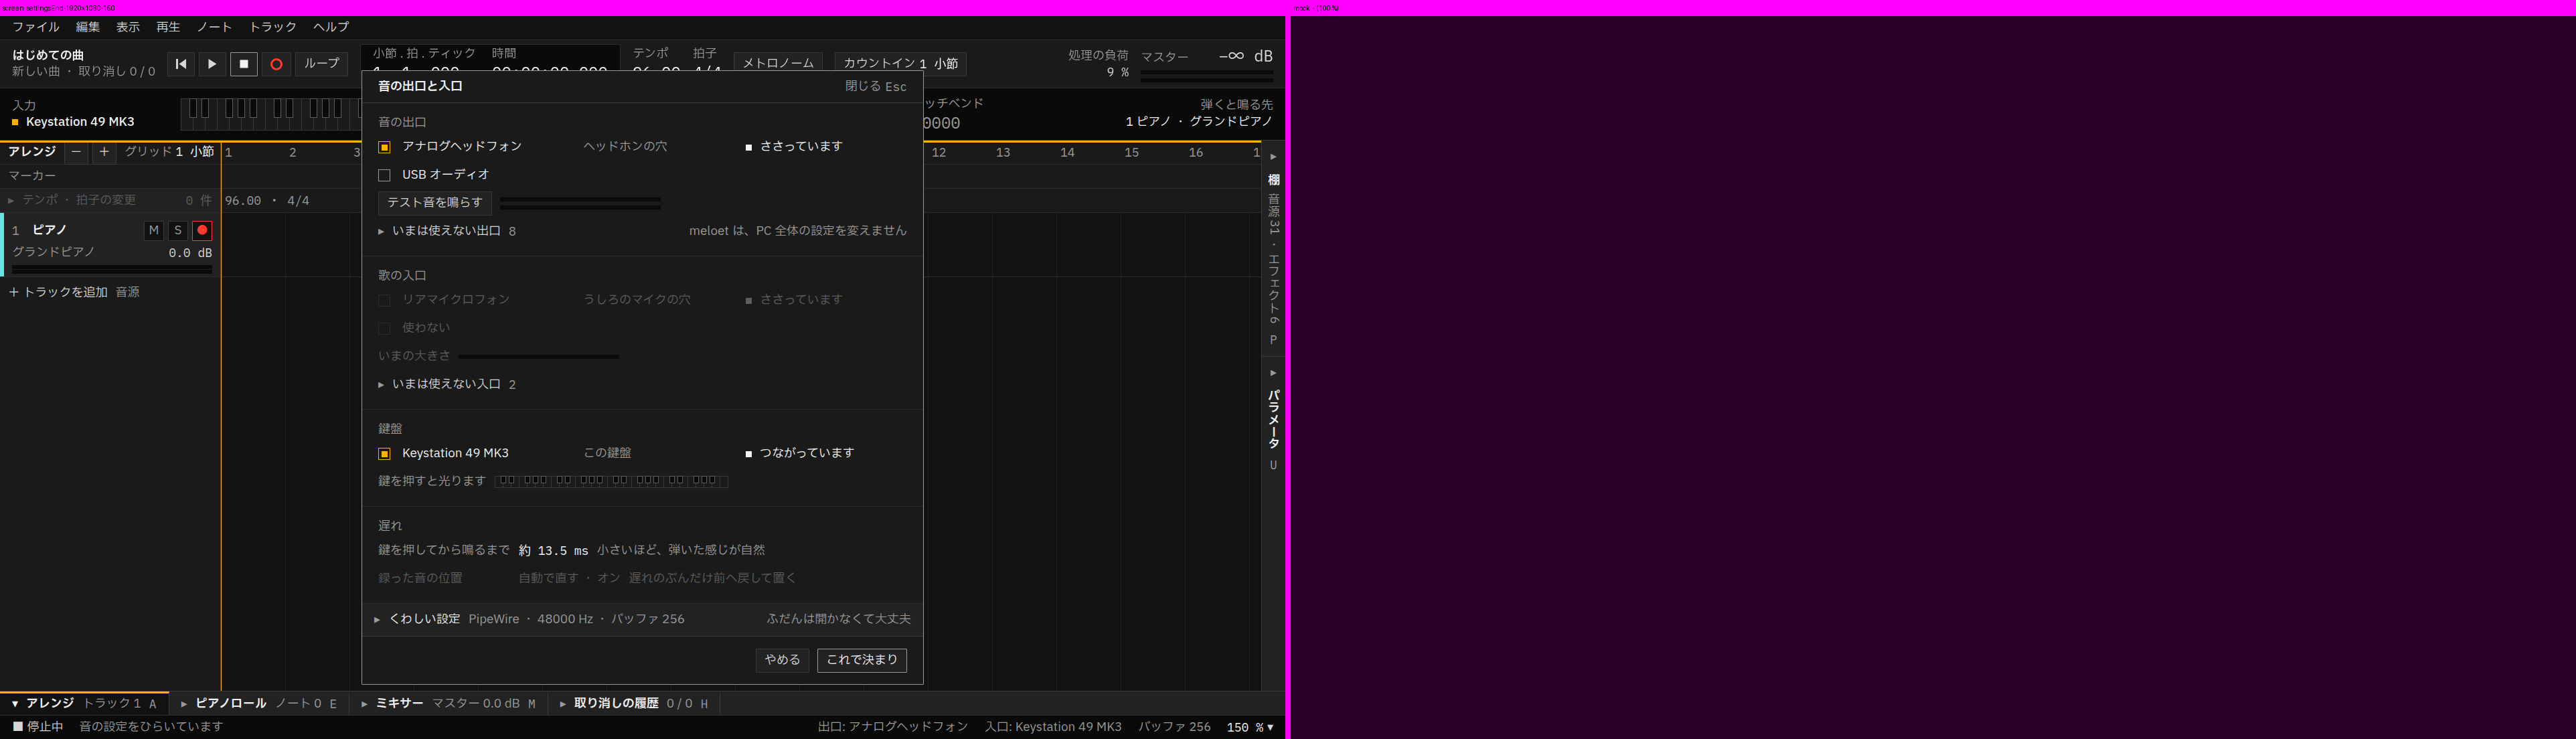 screen settingsEnd-1920x1080-150
mock - (100%)
ファイル 編集 表示 再生 ノート トラック ヘルプ
はじめての曲
新しい曲 ・ 取り消し 0 / 0
ループ
小節 . 拍 . ティック 時間
テンポ 拍子
メトロノーム
カウントイン 1 小節
処理の負荷
9 %
マスター −∞ dB
入力
Keystation 49 MK3
ッチベンド
0000
弾くと鳴る先
1 ピアノ ・ グランドピアノ
アレンジ − + グリッド 1 小節
1 2 3 12 13 14 15 16 1
マーカー
▸ テンポ ・ 拍子の変更 0 件
96.00 ・ 4/4
1 ピアノ M S
グランドピアノ 0.0 dB
+ トラックを追加 音源
音の出口と入口 閉じる Esc
音の出口
アナログヘッドフォン ヘッドホンの穴 ■ ささっています
USB オーディオ
テスト音を鳴らす
▸ いまは使えない出口 8 meloet は、PC 全体の設定を変えません
歌の入口
リアマイクロフォン うしろのマイクの穴 ■ ささっています
使わない
いまの大きさ
▸ いまは使えない入口 2
鍵盤
Keystation 49 MK3 この鍵盤 ■ つながっています
鍵を押すと光ります
遅れ
鍵を押してから鳴るまで 約 13.5 ms 小さいほど、弾いた感じが自然
録った音の位置 自動で直す ・ オン 遅れのぶんだけ前へ戻して置く
▸ くわしい設定 PipeWire ・ 48000 Hz ・ バッファ 256 ふだんは開かなくて大丈夫
やめる これで決まり
▸ 棚 音源 31 ・ エフェクト 6 P
▸ パラメータ U
▾ アレンジ トラック 1 A
▸ ピアノロール ノート 0 E
▸ ミキサー マスター 0.0 dB M
▸ 取り消しの履歴 0 / 0 H
■ 停止中 音の設定をひらいています
出口: アナログヘッドフォン 入口: Keystation 49 MK3 バッファ 256 150 % ▾